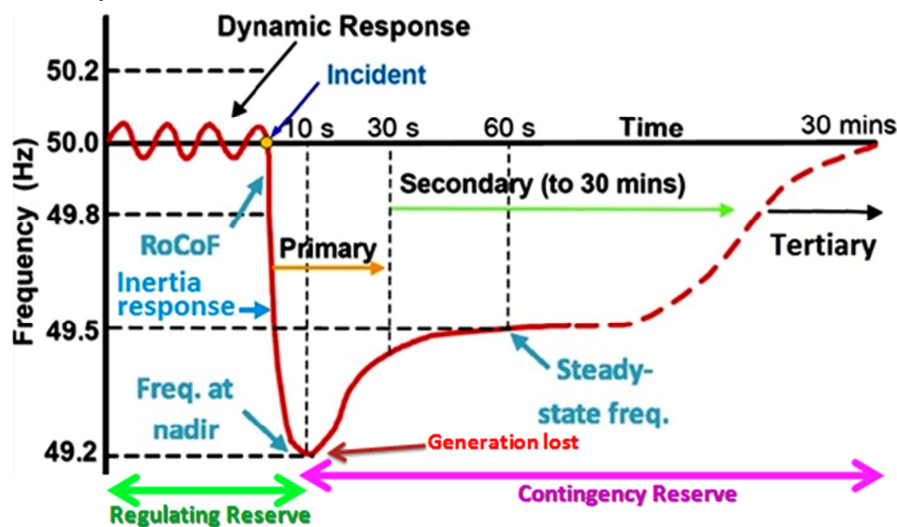 Dynamic Response
50.2
Incident
50.0
10 s
30 s
60 s
Time
30 mins
Secondary (to 30 mins)
49.8
RoCoF
Primary
Tertiary
Inertia
response
Frequency (Hz)
49.5
Freq. at
nadir
Steady-
state freq.
Generation lost
49.2
Contingency Reserve
Regulating Reserve